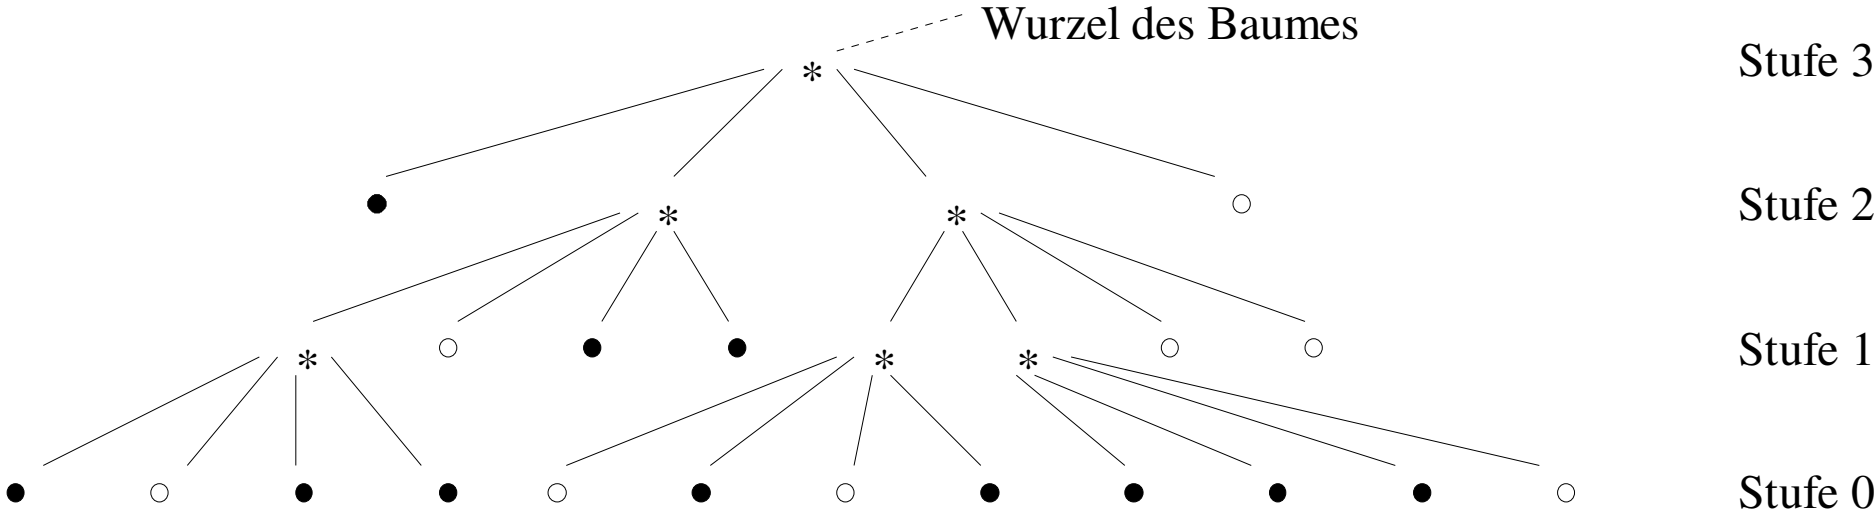 Wurzel des Baumes
Stufe 3
Stufe 2
Stufe 1
Stufe 0